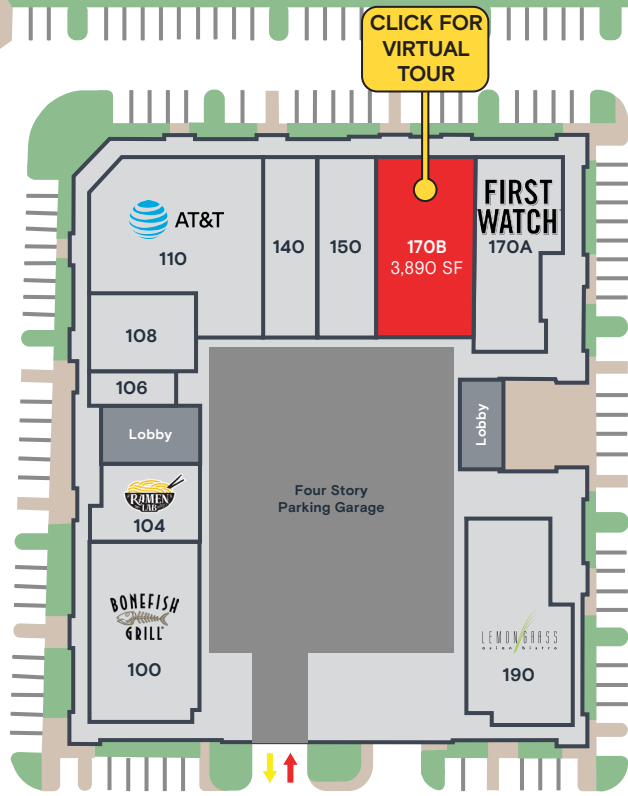 CLICK FOR
VIRTUAL
TOUR
AT&T
110
140
150
170B
3,890 SF
FIRST
WATCH
170A
108
106
Lobby
Lobby
RAMEN
LAB
104
Four Story
Parking Garage
BONEFISH
GRILL
100
LEMONGRASS
asian bistro
190